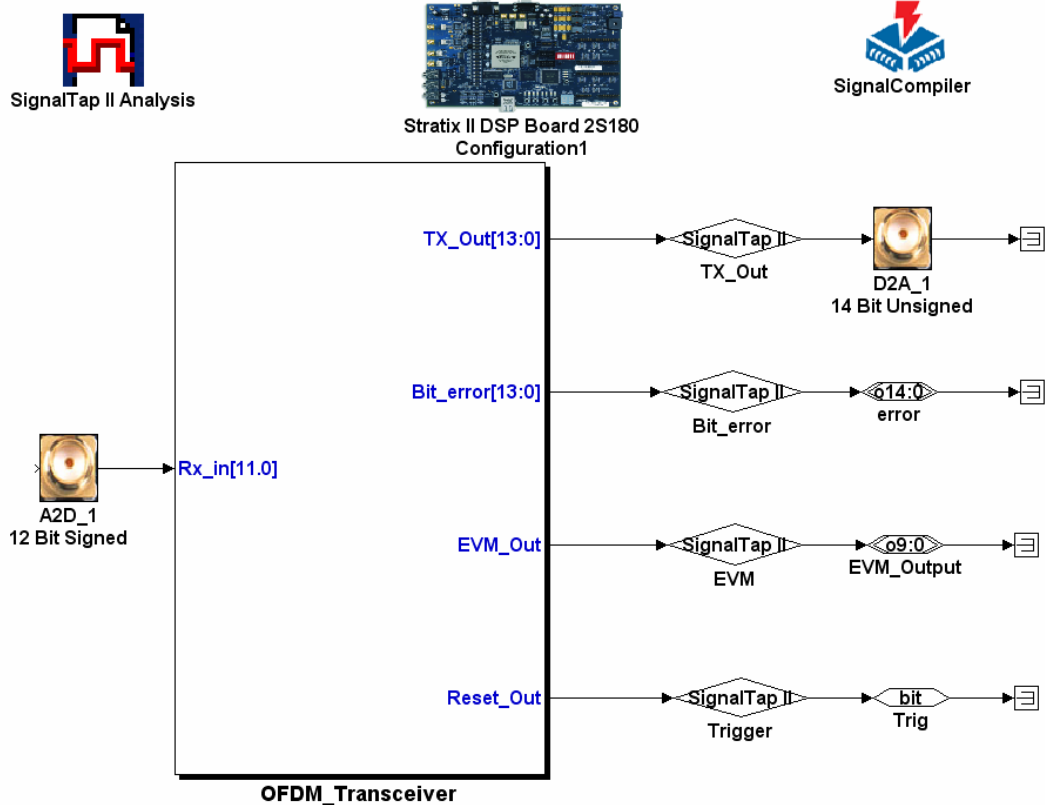 SignalTap II Analysis
Stratix II DSP Board 2S180
Configuration1
SignalCompiler
TX_Out[13:0]
SignalTap II
TX_Out
D2A_1
14 Bit Unsigned
Bit_error[13:0]
SignalTap II
Bit_error
o14:0
error
Rx_in[11.0]
A2D_1
12 Bit Signed
EVM_Out
SignalTap II
EVM
o9:0
EVM_Output
Reset_Out
SignalTap II
Trigger
bit
Trig
OFDM_Transceiver